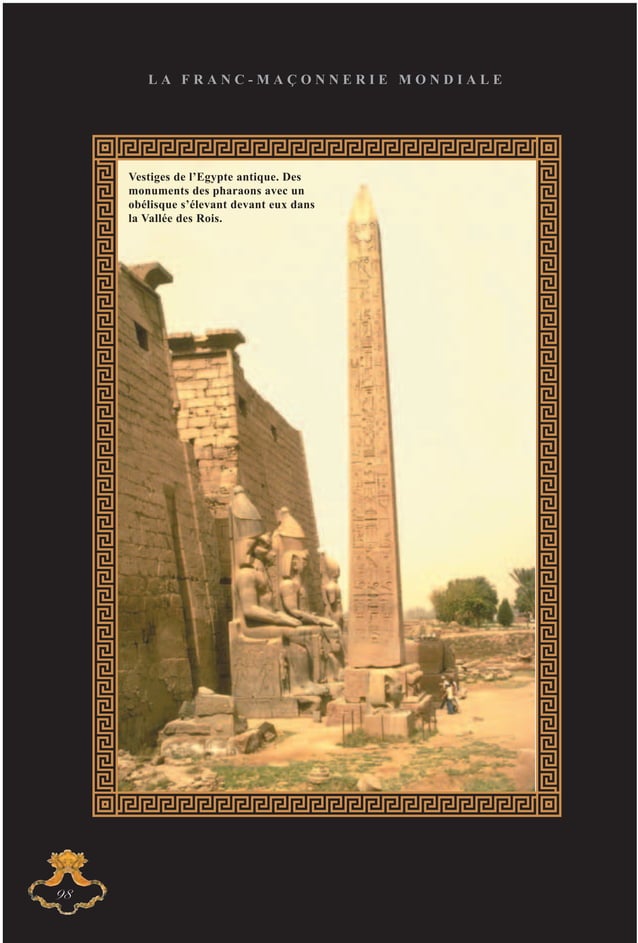 LA FRANC-MAÇONNERIE MONDIALE
Vestiges de l’Egypte antique. Des
monuments des pharaons avec un
obélisque s’élevant devant eux dans
la Vallée des Rois.
98